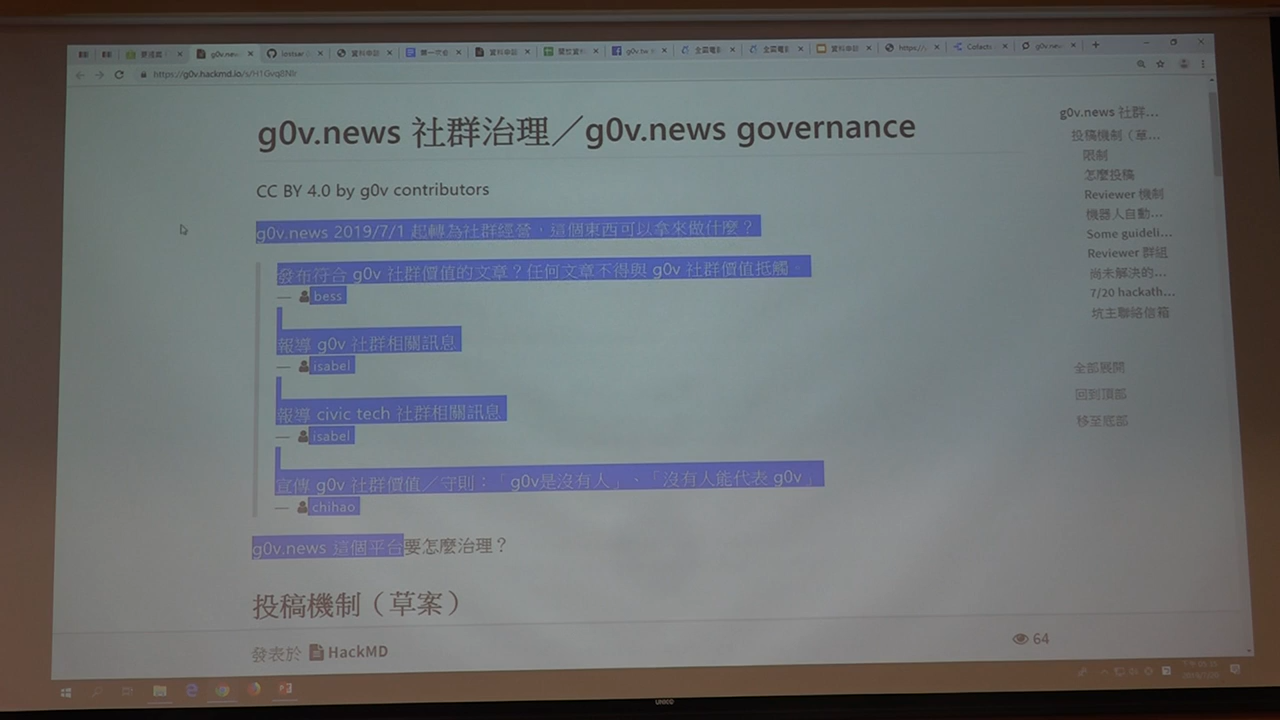 https://g0v.hackmd.io/s/H1Gvq8NIr
g0v.news 社群治理／g0v.news governance
CC BY 4.0 by g0v contributors
g0v.news 2019/7/1 起轉為社群經營，這個東西可以拿來做什麼？
發布符合 g0v 社群價值的文章？任何文章不得與 g0v 社群價值抵觸。
— bess
報導 g0v 社群相關訊息
— isabel
報導 civic tech 社群相關訊息
— isabel
宣傳 g0v 社群價值／守則：「g0v是沒有人」、「沒有人能代表 g0v」
— chihao
g0v.news 這個平台要怎麼治理？
投稿機制（草案）
發表於 HackMD
64
g0v.news 社群...
投稿機制（草...
限制
怎麼投稿
Reviewer 機制
機器人自動...
Some guideli...
Reviewer 群組
尚未解決的...
7/20 hackath...
坑主聯絡信箱
全部展開
回到頂部
移至底部